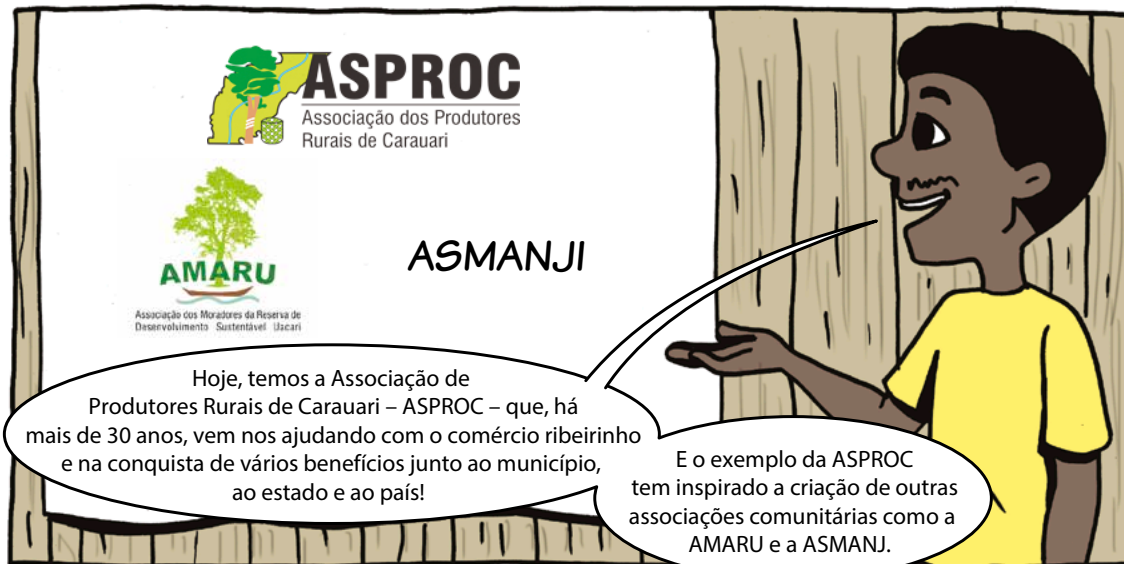 ASPROC
Associação dos Produtores
Rurais de Carauari
AMARU
Associação dos Moradores da Reserva de
Desenvolvimento Sustentável Uacari
ASMANJI
Hoje, temos a Associação de
Produtores Rurais de Carauari – ASPROC – que, há
mais de 30 anos, vem nos ajudando com o comércio ribeirinho
e na conquista de vários benefícios junto ao município,
ao estado e ao país!
E o exemplo da ASPROC
tem inspirado a criação de outras
associações comunitárias como a
AMARU e a ASMANJ.